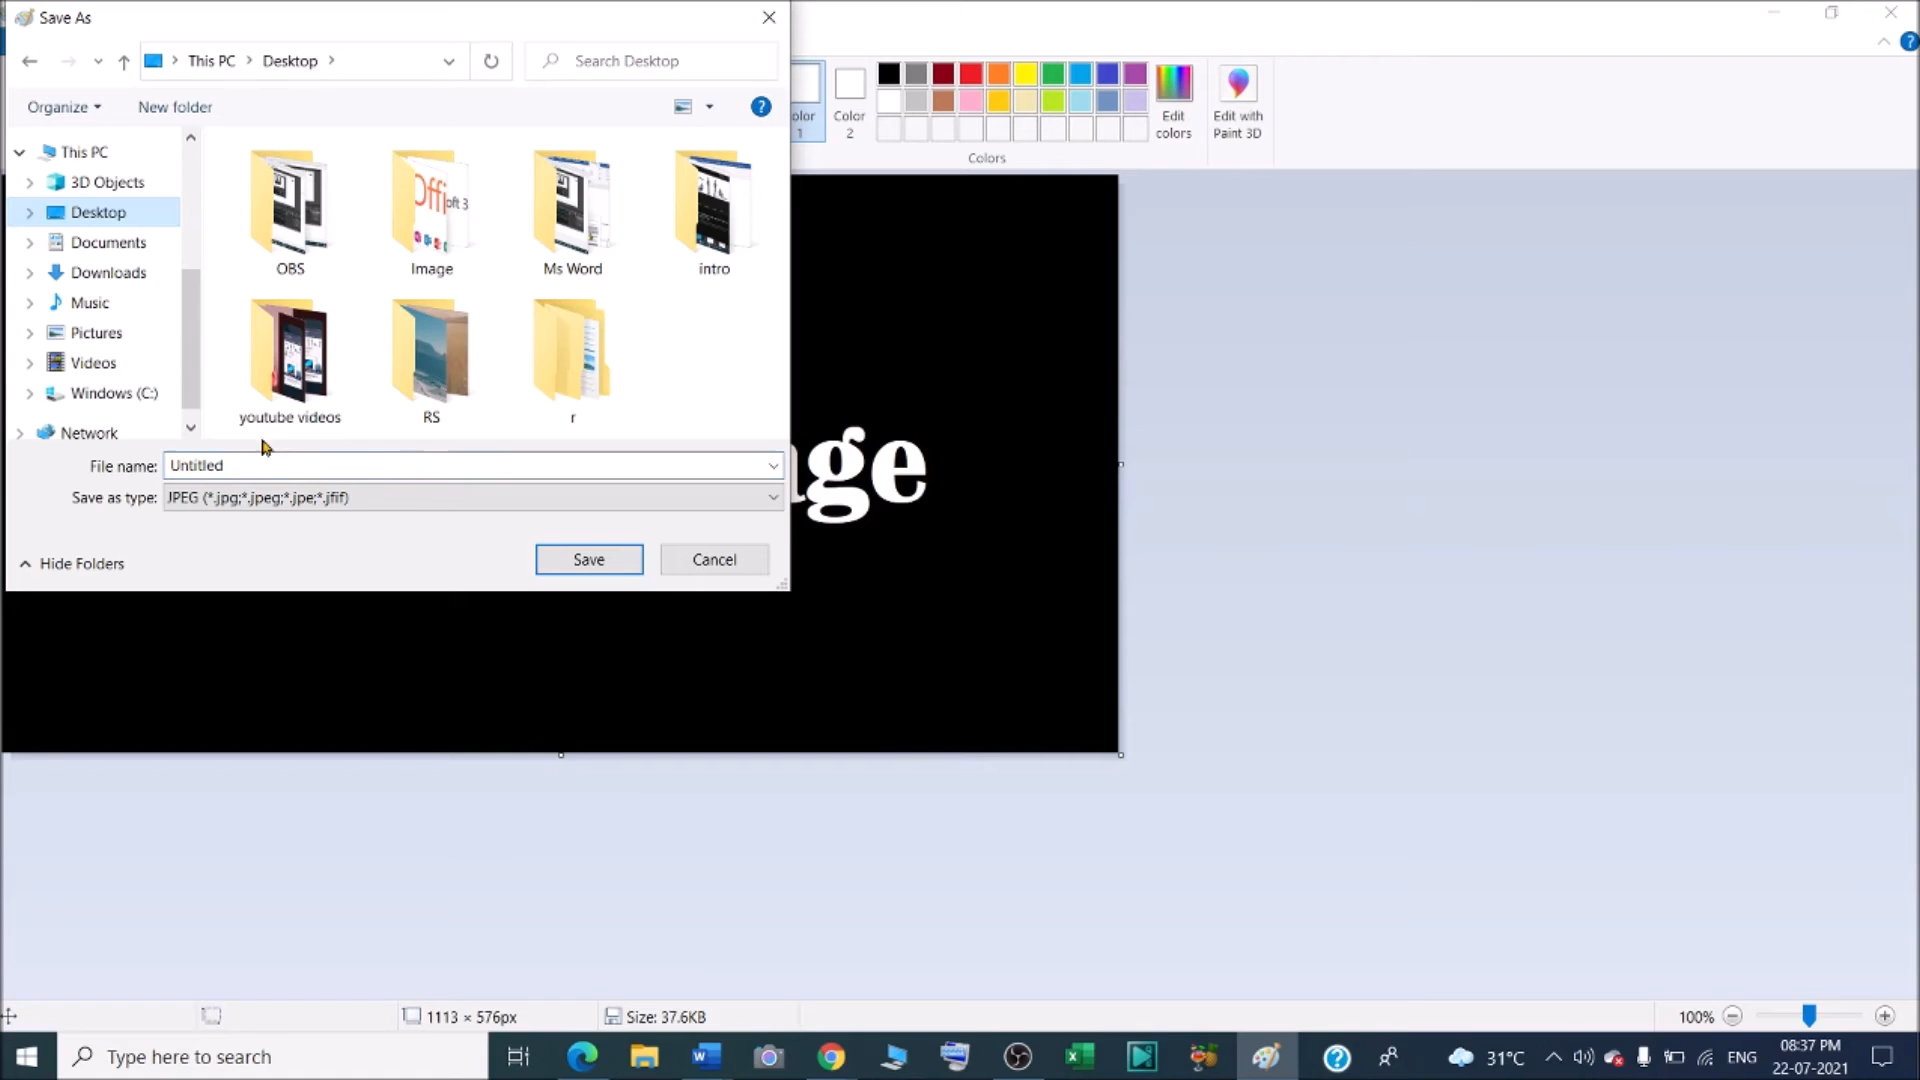 Save As
This PC
Desktop
Search Desktop
Organize
New folder
This PC
3D Objects
Desktop
Documents
Downloads
Music
Pictures
Videos
Windows (C:)
Network
OBS
Image
Ms Word
intro
youtube videos
RS
r
File name:
Untitled
Save as type:
JPEG (*.jpg;*.jpeg;*.jpe;*.jfif)
Hide Folders
Save
Cancel
olor
1
Color
2
Edit
colors
Edit with
Paint 3D
Colors
age
1113 × 576px
Size: 37.6KB
100%
Type here to search
31°C
ENG
08:37 PM
22-07-2021